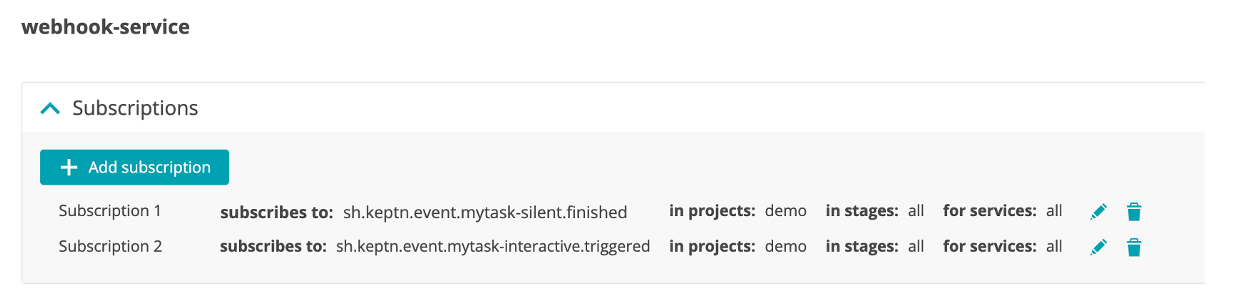 webhook-service
Subscriptions
Add subscription
Subscription 1 subscribes to: sh.keptn.event.mytask-silent.finished in projects: demo in stages: all for services: all
Subscription 2 subscribes to: sh.keptn.event.mytask-interactive.triggered in projects: demo in stages: all for services: all